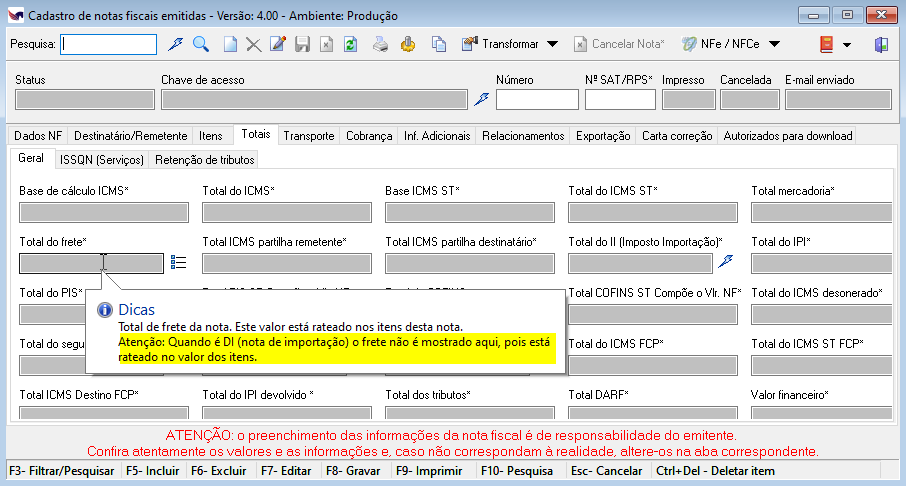 Cadastro de notas fiscais emitidas - Versão: 4.00 - Ambiente: Produção
Pesquisa: Transformar Cancelar Nota* NFe / NFCe
Status Chave de acesso Número Nº SAT/RPS* Impresso Cancelada E-mail enviado
Dados NF Destinatário/Remetente Itens Totais Transporte Cobrança Inf. Adicionais Relacionamentos Exportação Carta correção Autorizados para download
Geral ISSQN (Serviços) Retenção de tributos
Base de cálculo ICMS* Total do ICMS* Base ICMS ST* Total do ICMS ST* Total mercadoria*
Total do frete* Total ICMS partilha remetente* Total ICMS partilha destinatário* Total do II (Imposto Importação)* Total do IPI*
Total do PIS* Total COFINS ST Compõe o Vlr. NF* Total do ICMS desonerado*
Dicas
Total de frete da nota. Este valor está rateado nos itens desta nota.
Atenção: Quando é DI (nota de importação) o frete não é mostrado aqui, pois está
rateado no valor dos itens.
Total do segu ICMS FCP* Total do ICMS ST FCP*
Total ICMS Destino FCP* Total do IPI devolvido * Total dos tributos* Total DARF* Valor financeiro*
ATENÇÃO: o preenchimento das informações da nota fiscal é de responsabilidade do emitente.
Confira atentamente os valores e as informações e, caso não correspondam à realidade, altere-os na aba correspondente.
F3- Filtrar/Pesquisar F5- Incluir F6- Excluir F7- Editar F8- Gravar F9- Imprimir F10- Pesquisa Esc- Cancelar Ctrl+Del - Deletar item